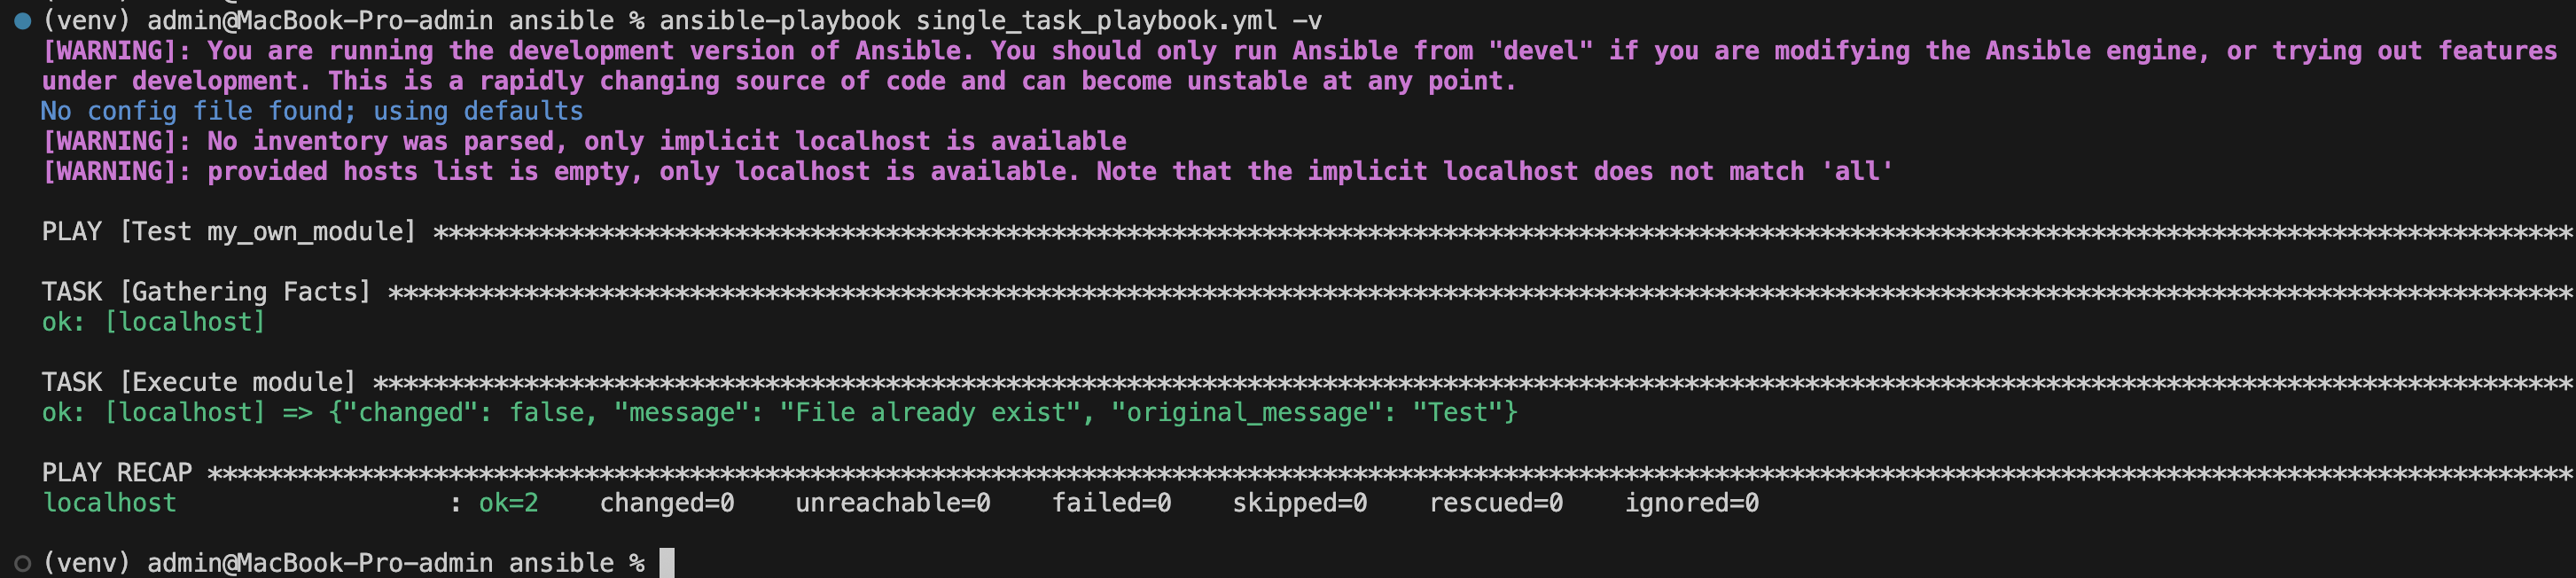 (venv) admin@MacBook-Pro-admin ansible % ansible-playbook single_task_playbook.yml -v
[WARNING]: You are running the development version of Ansible. You should only run Ansible from "devel" if you are modifying the Ansible engine, or trying out features
under development. This is a rapidly changing source of code and can become unstable at any point.
No config file found; using defaults
[WARNING]: No inventory was parsed, only implicit localhost is available
[WARNING]: provided hosts list is empty, only localhost is available. Note that the implicit localhost does not match 'all'
PLAY [Test my_own_module] **********************************************************************************************************************************************
TASK [Gathering Facts] *************************************************************************************************************************************************
ok: [localhost]
TASK [Execute module] **************************************************************************************************************************************************
ok: [localhost] => {"changed": false, "message": "File already exist", "original_message": "Test"}
PLAY RECAP *************************************************************************************************************************************************************
localhost                  : ok=2    changed=0    unreachable=0    failed=0    skipped=0    rescued=0    ignored=0
(venv) admin@MacBook-Pro-admin ansible %